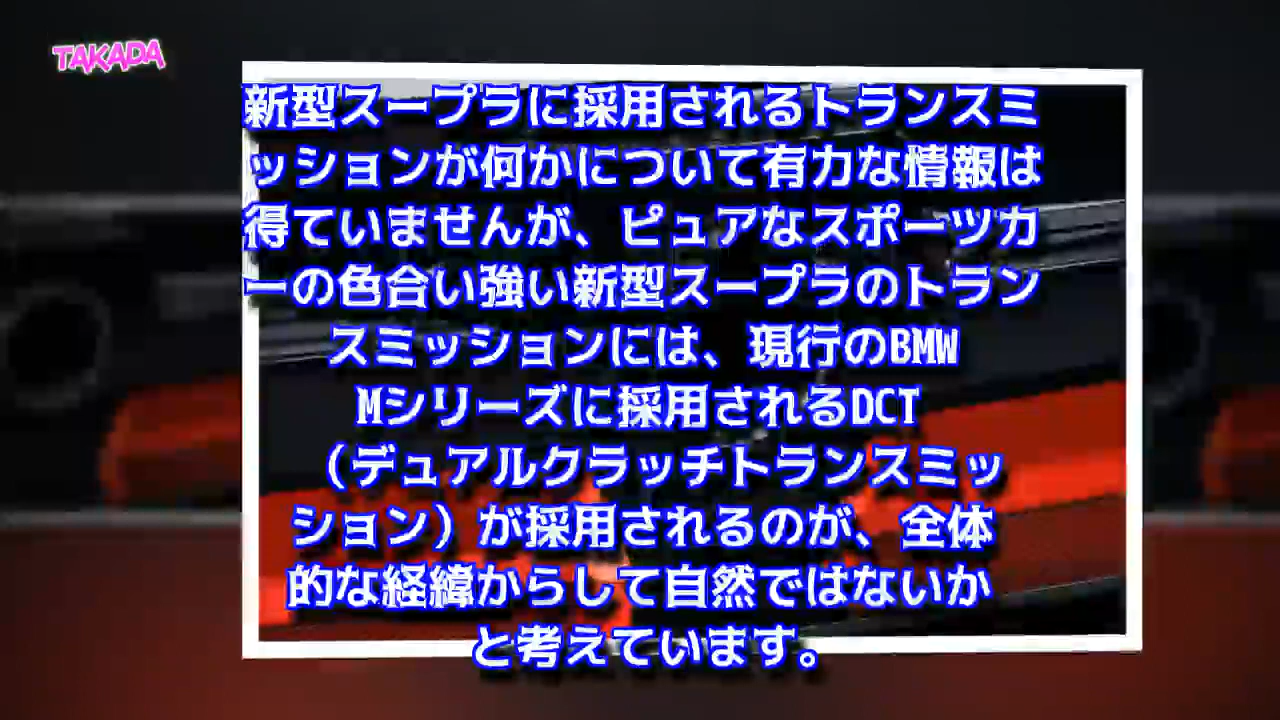 TAKADA
新型スープラに採用されるトランスミ
ッションが何かについて有力な情報は
得ていませんが、ピュアなスポーツカ
ーの色合い強い新型スープラのトラン
スミッションには、現行のBMW
Mシリーズに採用されるDCT
（デュアルクラッチトランスミッ
ション）が採用されるのが、全体
的な経緯からして自然ではないか
と考えています。